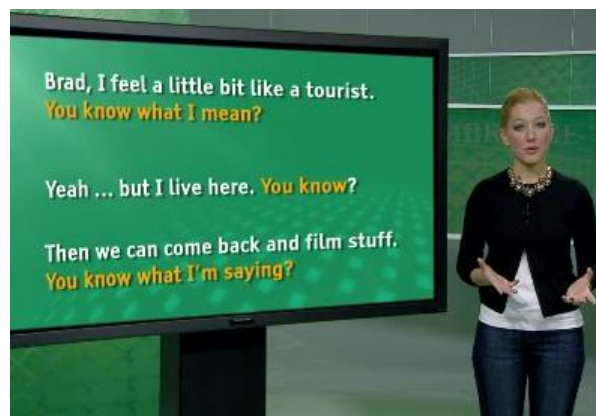 Brad, I feel a little bit like a tourist.
You know what I mean?
Yeah ... but I live here. You know?
Then we can come back and film stuff.
You know what I'm saying?